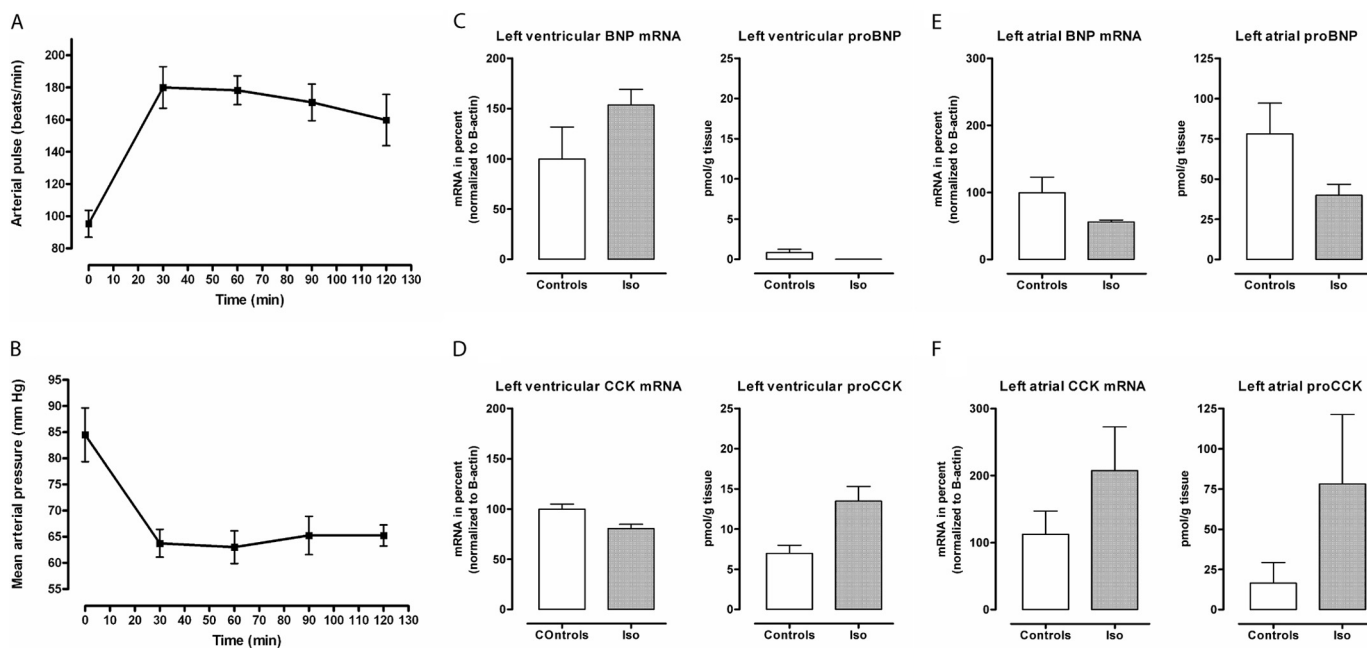 A
200
180
160
140
120
100
80
Arterial pulse (beats/min)
0 10 20 30 40 50 60 70 80 90 100 110 120 130
Time (min)
B
95
90
85
80
75
70
65
60
55
Mean arterial pressure (mm Hg)
0 10 20 30 40 50 60 70 80 90 100 110 120 130
Time (min)
C
Left ventricular BNP mRNA
200
150
100
50
0
mRNA in percent
(normalized to B-actin)
Controls Iso
Left ventricular proBNP
25
20
15
10
5
0
pmol/g tissue
Controls Iso
D
Left ventricular CCK mRNA
200
150
100
50
0
mRNA in percent
(normalized to B-actin)
COntrols Iso
Left ventricular proCCK
25
20
15
10
5
0
pmol/g tissue
Controls Iso
E
Left atrial BNP mRNA
300
200
100
0
mRNA in percent
(normalized to B-actin)
Controls Iso
Left atrial proBNP
125
100
75
50
25
0
pmol/g tissue
Controls Iso
F
Left atrial CCK mRNA
300
200
100
0
mRNA in percent
(normalized to B-actin)
Controls Iso
Left atrial proCCK
125
100
75
50
25
0
pmol/g tissue
Controls Iso